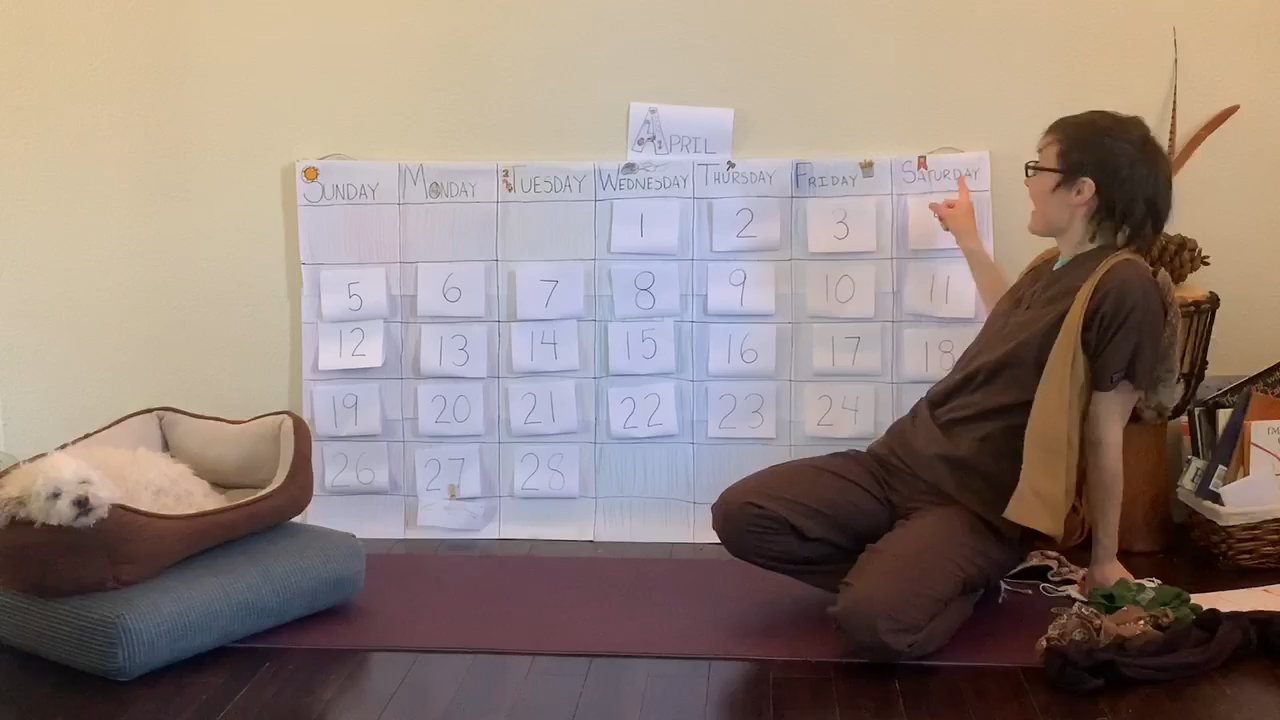 APRIL
SUNDAY MONDAY TUESDAY WEDNESDAY THURSDAY FRIDAY SATURDAY
1 2 3
5 6 7 8 9 10 11
12 13 14 15 16 17 18
19 20 21 22 23 24
26 27 28